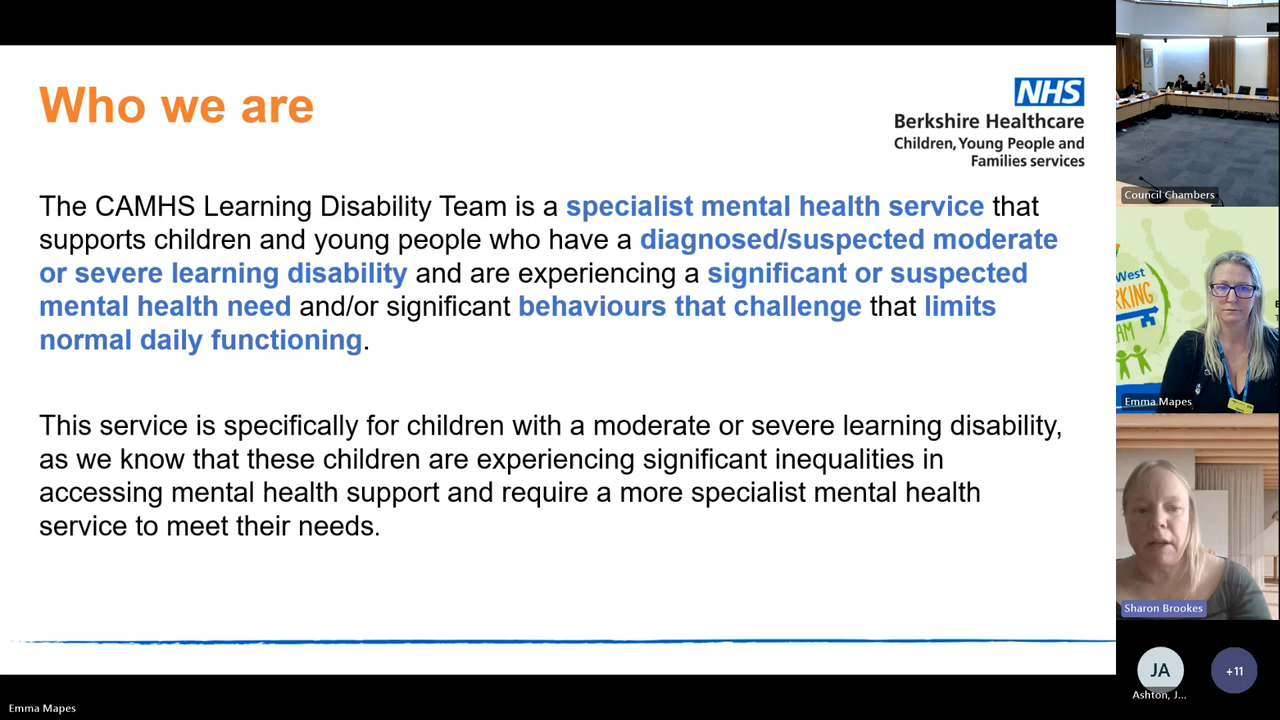 Who we are
NHS
Berkshire Healthcare
Children, Young People and
Families services
The CAMHS Learning Disability Team is a specialist mental health service that
supports children and young people who have a diagnosed/suspected moderate
or severe learning disability and are experiencing a significant or suspected
mental health need and/or significant behaviours that challenge that limits
normal daily functioning.
This service is specifically for children with a moderate or severe learning disability,
as we know that these children are experiencing significant inequalities in
accessing mental health support and require a more specialist mental health
service to meet their needs.
Emma Mapes
Council Chambers
West
Emma Mapes
Sharon Brookes
JA
+11
Ashton, J...